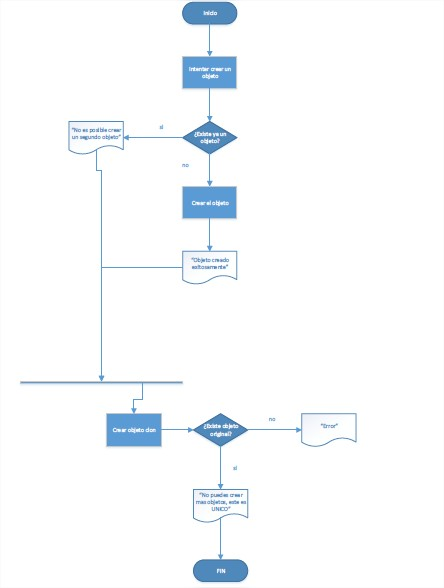 Inicio
Intentar crear un
objeto
¿Existe ya un
objeto?
si
"No es posible crear
un segundo objeto"
no
Crear el objeto
"Objeto creado
exitosamente"
Crear objeto clon
¿Existe objeto
original?
no
"Error"
si
"No puedes crear
mas objetos, este es
UNICO"
FIN